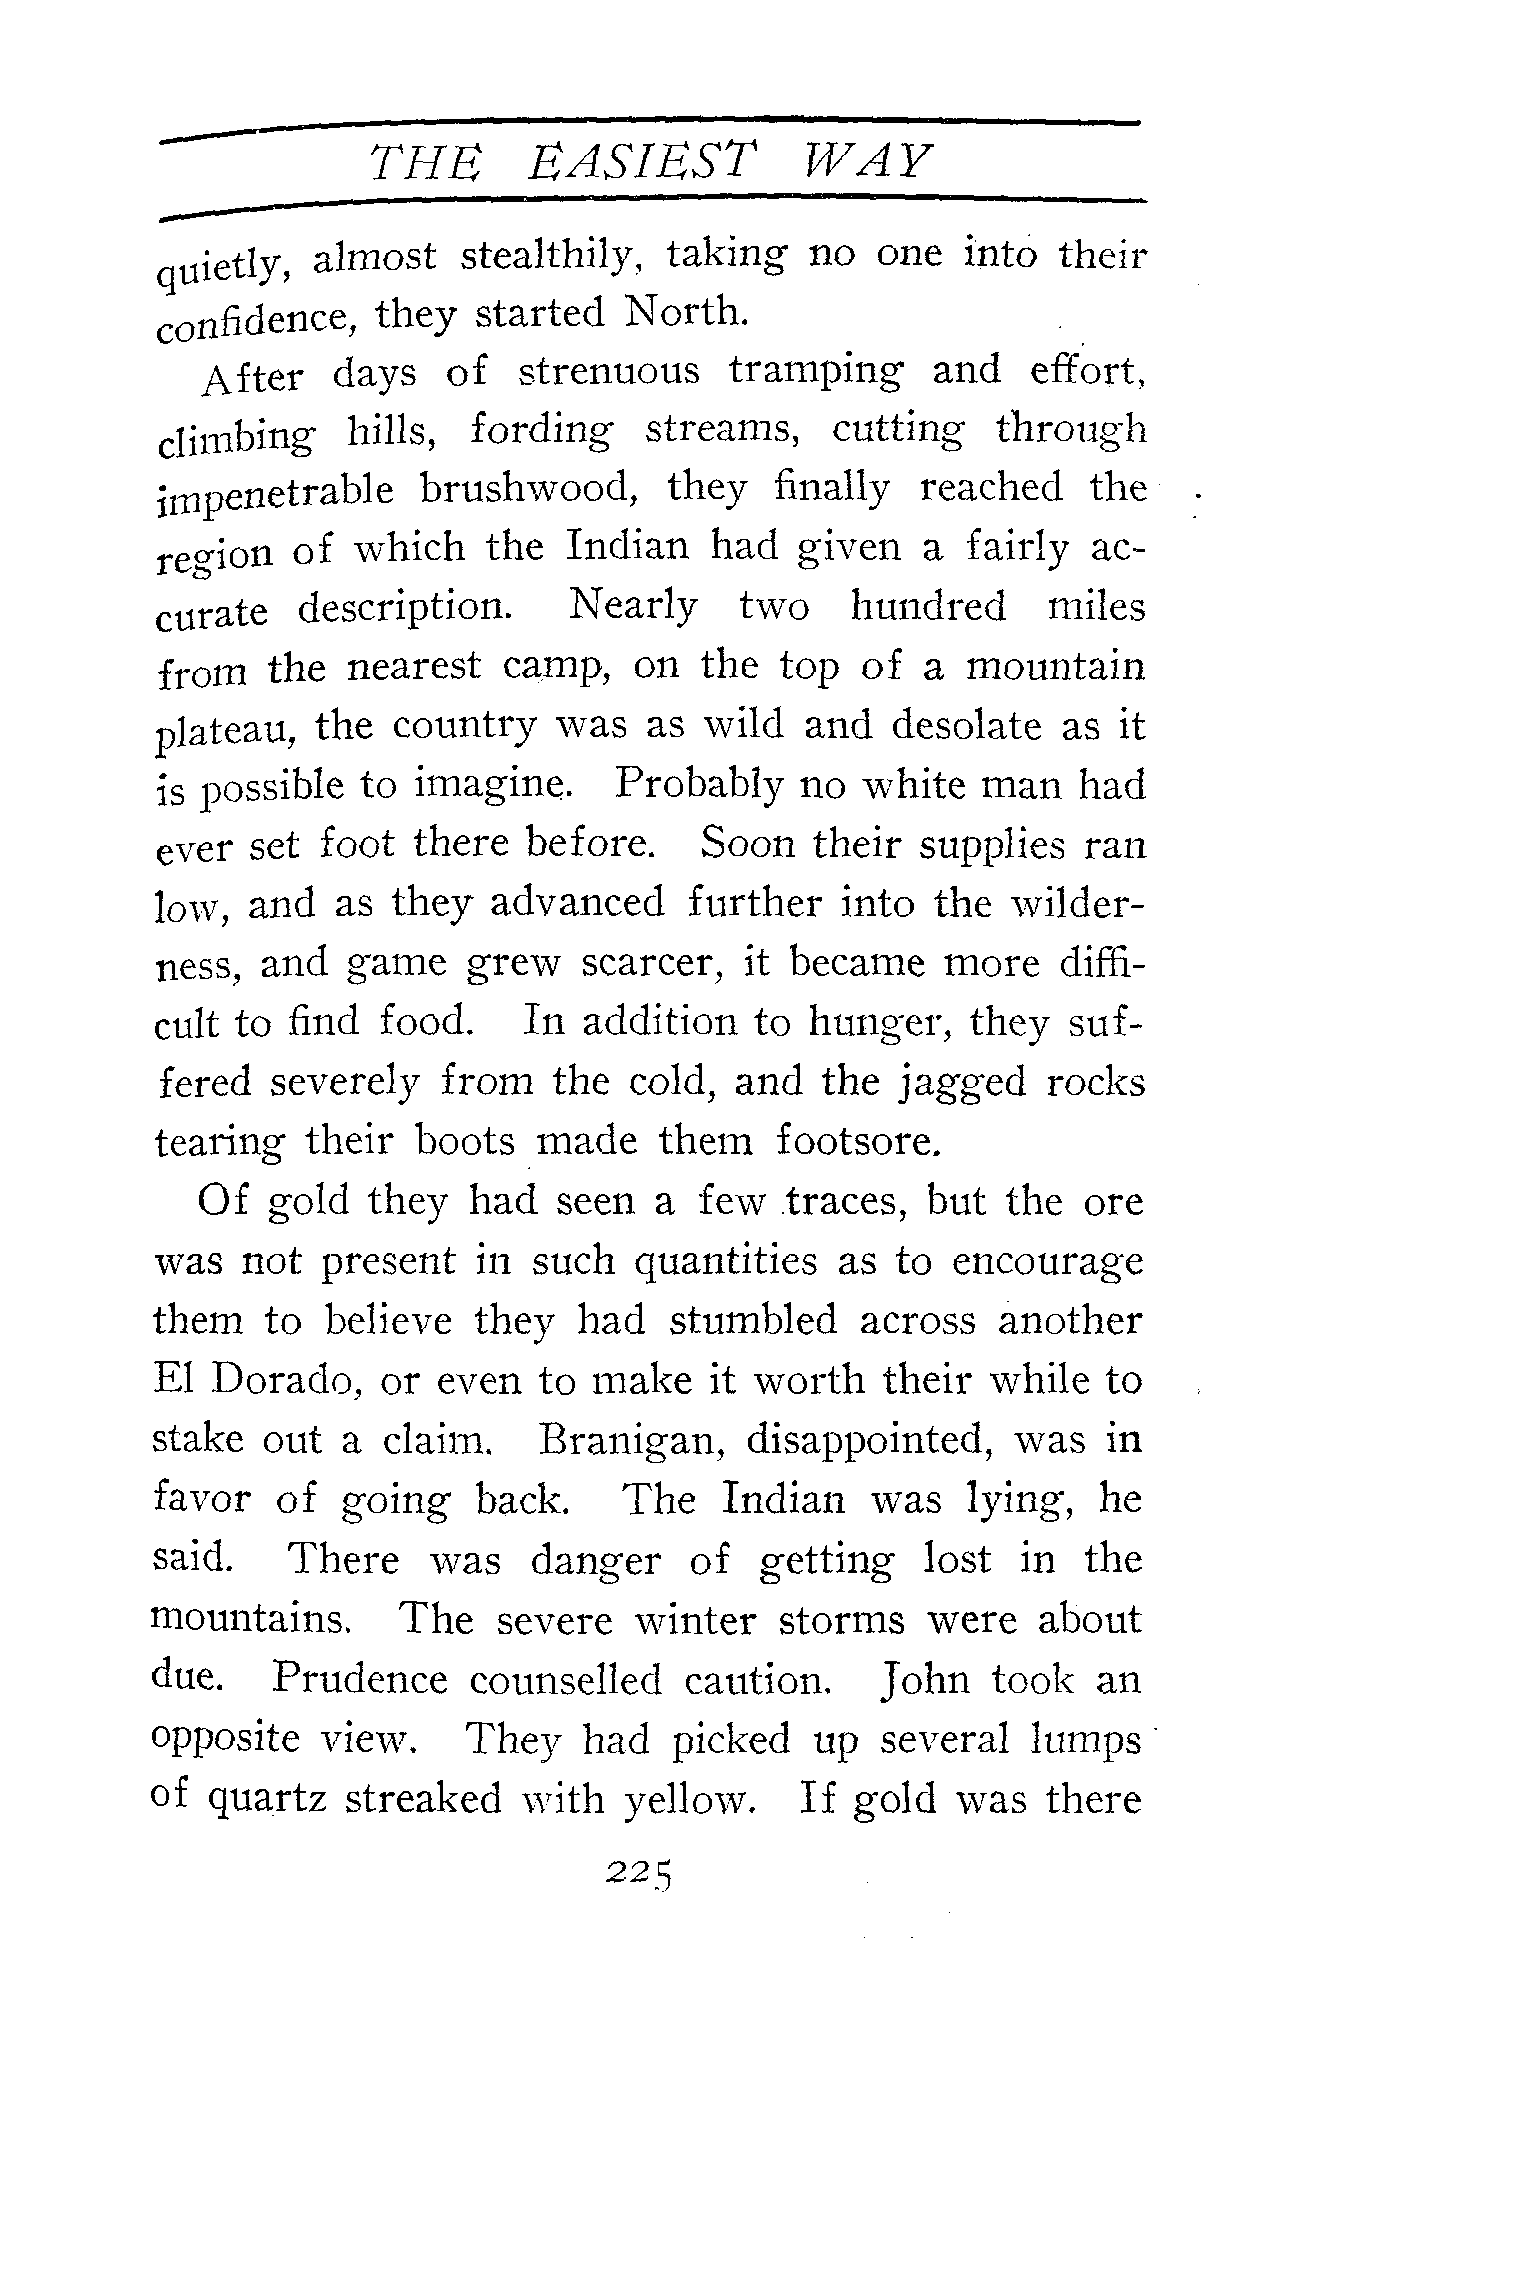 THE EASIEST WAY
quietly, almost stealthily, taking no one into their
confidence, they started North.
After days of strenuous tramping and effort,
climbing hills, fording streams, cutting through
impenetrable brushwood, they finally reached the
region of which the Indian had given a fairly ac-
curate description. Nearly two hundred miles
from the nearest camp, on the top of a mountain
plateau, the country was as wild and desolate as it
is possible to imagine. Probably no white man had
ever set foot there before. Soon their supplies ran
low, and as they advanced further into the wilder-
ness, and game grew scarcer, it became more diffi-
cult to find food. In addition to hunger, they suf-
fered severely from the cold, and the jagged rocks
tearing their boots made them footsore.
Of gold they had seen a few traces, but the ore
was not present in such quantities as to encourage
them to believe they had stumbled across another
El Dorado, or even to make it worth their while to
stake out a claim. Branigan, disappointed, was in
favor of going back. The Indian was lying, he
said. There was danger of getting lost in the
mountains. The severe winter storms were about
due. Prudence counselled caution. John took an
opposite view. They had picked up several lumps
of quartz streaked with yellow. If gold was there
225